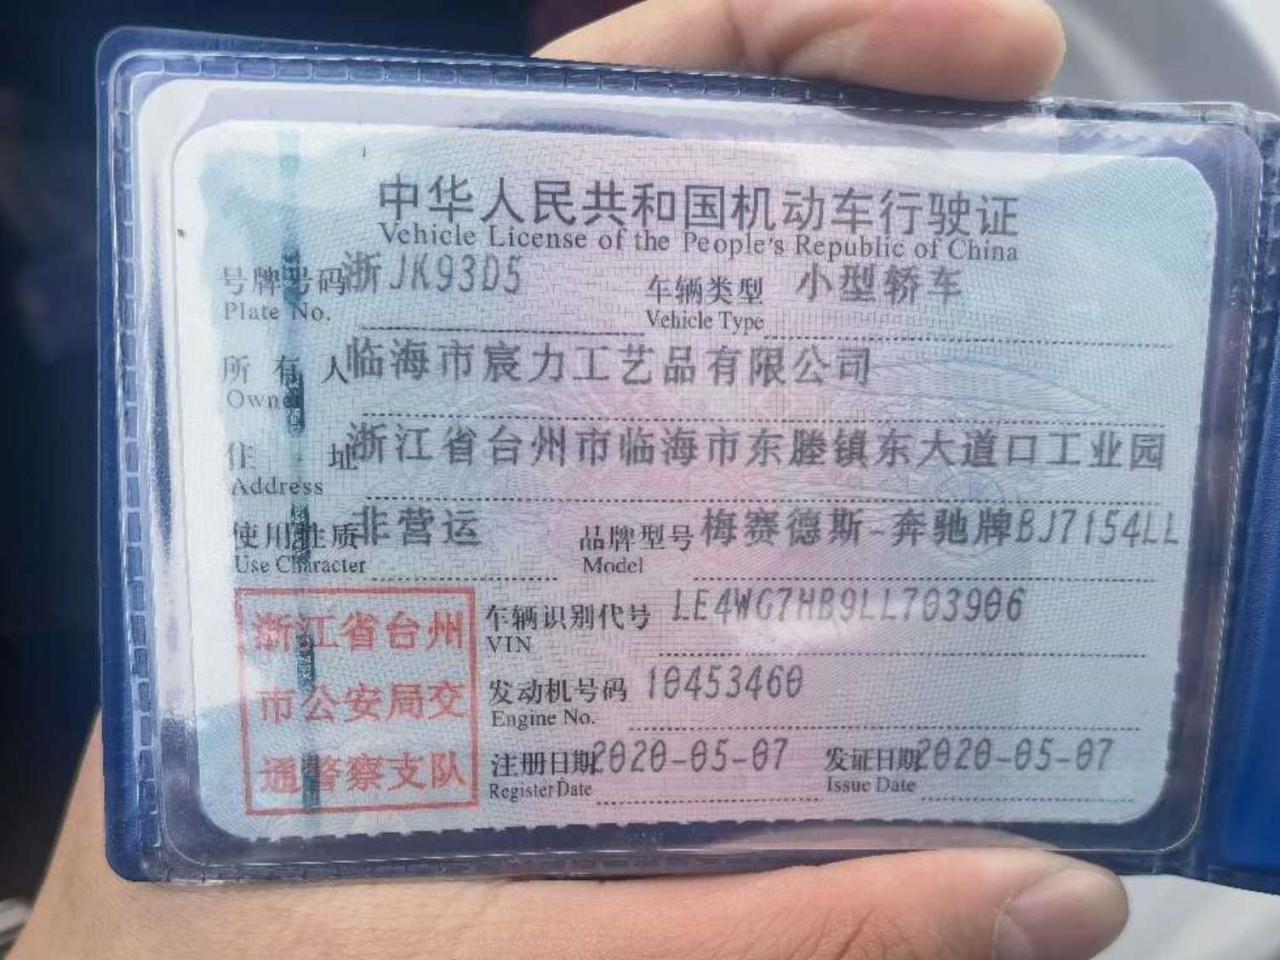 中华人民共和国机动车行驶证
Vehicle License of the People's Republic of China
号牌号码 浙JK93D5 车辆类型 小型轿车
Plate No. Vehicle Type
所有人 临海市宸力工艺品有限公司
Owner
住址 浙江省台州市临海市东塍镇东大道口工业园
Address
使用性质 非营运 品牌型号 梅赛德斯-奔驰牌BJ7154LL
Use Character Model
浙江省台州 车辆识别代号 LE4WG7HB9LL703906
VIN
市公安局交 发动机号码 10453460
Engine No.
通警察支队 注册日期 2020-05-07 发证日期 2020-05-07
Register Date Issue Date